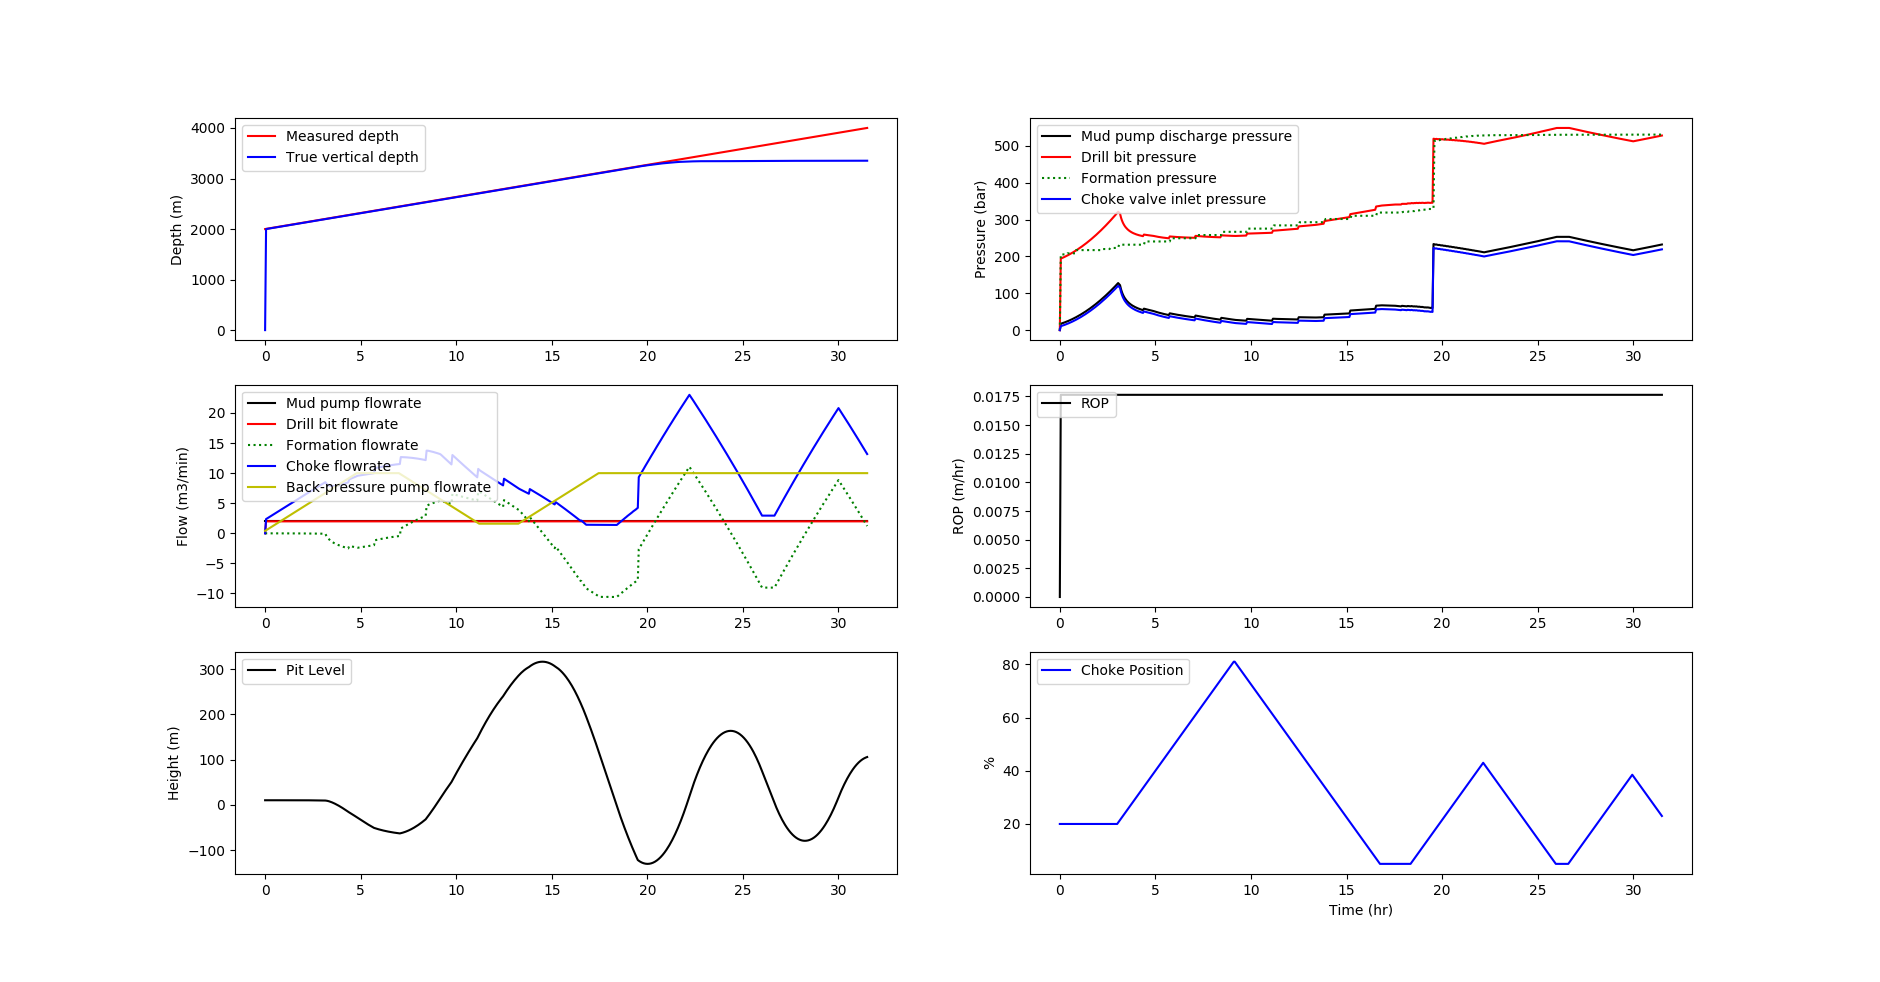 Depth (m)
4000
3000
2000
1000
0
Measured depth
True vertical depth
0 5 10 15 20 25 30
Pressure (bar)
500
400
300
200
100
0
Mud pump discharge pressure
Drill bit pressure
Formation pressure
Choke valve inlet pressure
0 5 10 15 20 25 30
Flow (m3/min)
20
15
10
5
0
−5
−10
Mud pump flowrate
Drill bit flowrate
Formation flowrate
Choke flowrate
Back-pressure pump flowrate
0 5 10 15 20 25 30
ROP (m/hr)
0.0175
0.0150
0.0125
0.0100
0.0075
0.0050
0.0025
0.0000
ROP
0 5 10 15 20 25 30
Height (m)
300
200
100
0
−100
Pit Level
0 5 10 15 20 25 30
%
80
60
40
20
Choke Position
0 5 10 15 20 25 30
Time (hr)